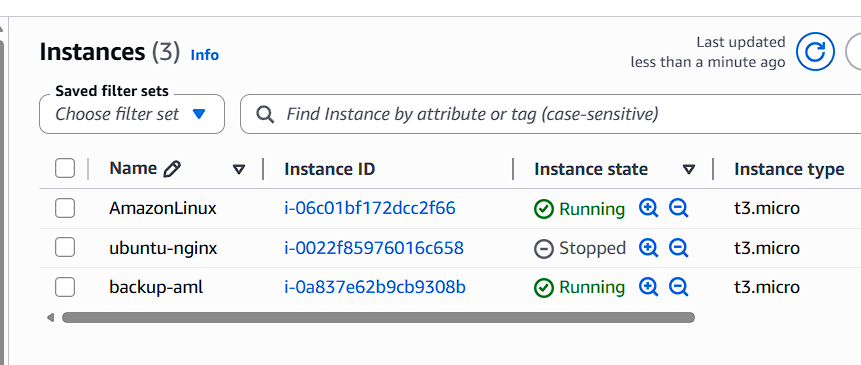 Instances (3) Info
Last updated
less than a minute ago
Saved filter sets
Choose filter set
Find Instance by attribute or tag (case-sensitive)
Name Instance ID Instance state Instance type
AmazonLinux i-06c01bf172dcc2f66 Running t3.micro
ubuntu-nginx i-0022f85976016c658 Stopped t3.micro
backup-aml i-0a837e62b9cb9308b Running t3.micro